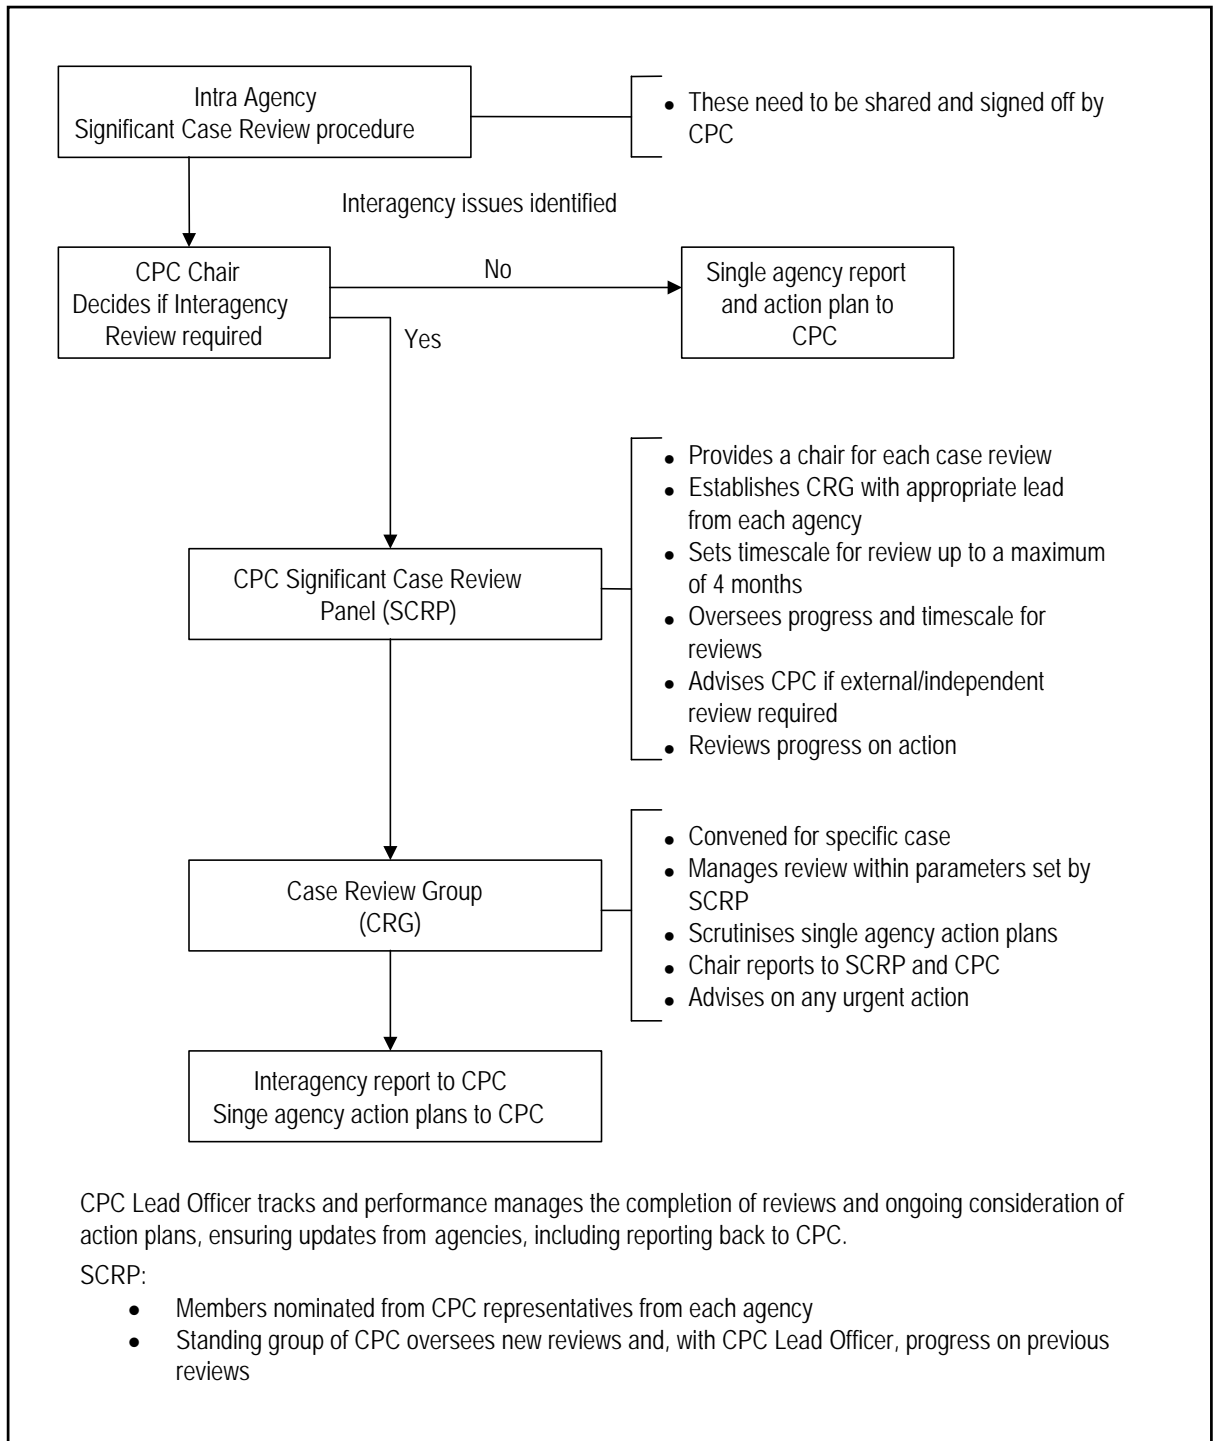 Intra Agency
Significant Case Review procedure
● These need to be shared and signed off by
CPC
Interagency issues identified
CPC Chair
Decides if Interagency
Review required
No
Single agency report
and action plan to
CPC
Yes
● Provides a chair for each case review
● Establishes CRG with appropriate lead
from each agency
● Sets timescale for review up to a maximum
of 4 months
● Oversees progress and timescale for
reviews
● Advises CPC if external/independent
review required
● Reviews progress on action
CPC Significant Case Review
Panel (SCRP)
● Convened for specific case
● Manages review within parameters set by
SCRP
● Scrutinises single agency action plans
● Chair reports to SCRP and CPC
● Advises on any urgent action
Case Review Group
(CRG)
Interagency report to CPC
Singe agency action plans to CPC
CPC Lead Officer tracks and performance manages the completion of reviews and ongoing consideration of
action plans, ensuring updates from agencies, including reporting back to CPC.
SCRP:
● Members nominated from CPC representatives from each agency
● Standing group of CPC oversees new reviews and, with CPC Lead Officer, progress on previous
reviews